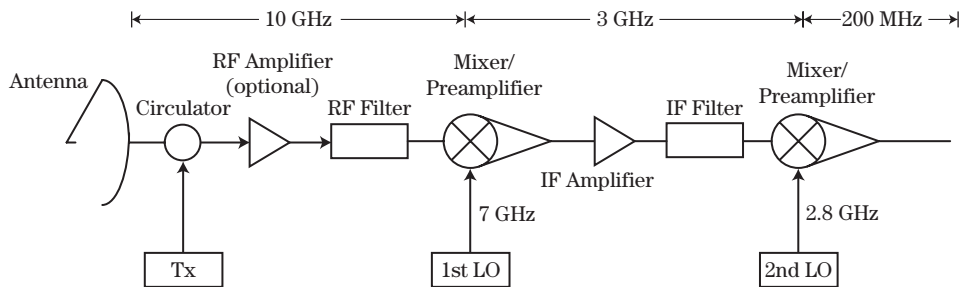 10 GHz
3 GHz
200 MHz
Antenna
Circulator
RF Amplifier
(optional)
RF Filter
Mixer/
Preamplifier
IF Amplifier
IF Filter
Mixer/
Preamplifier
7 GHz
2.8 GHz
Tx
1st LO
2nd LO